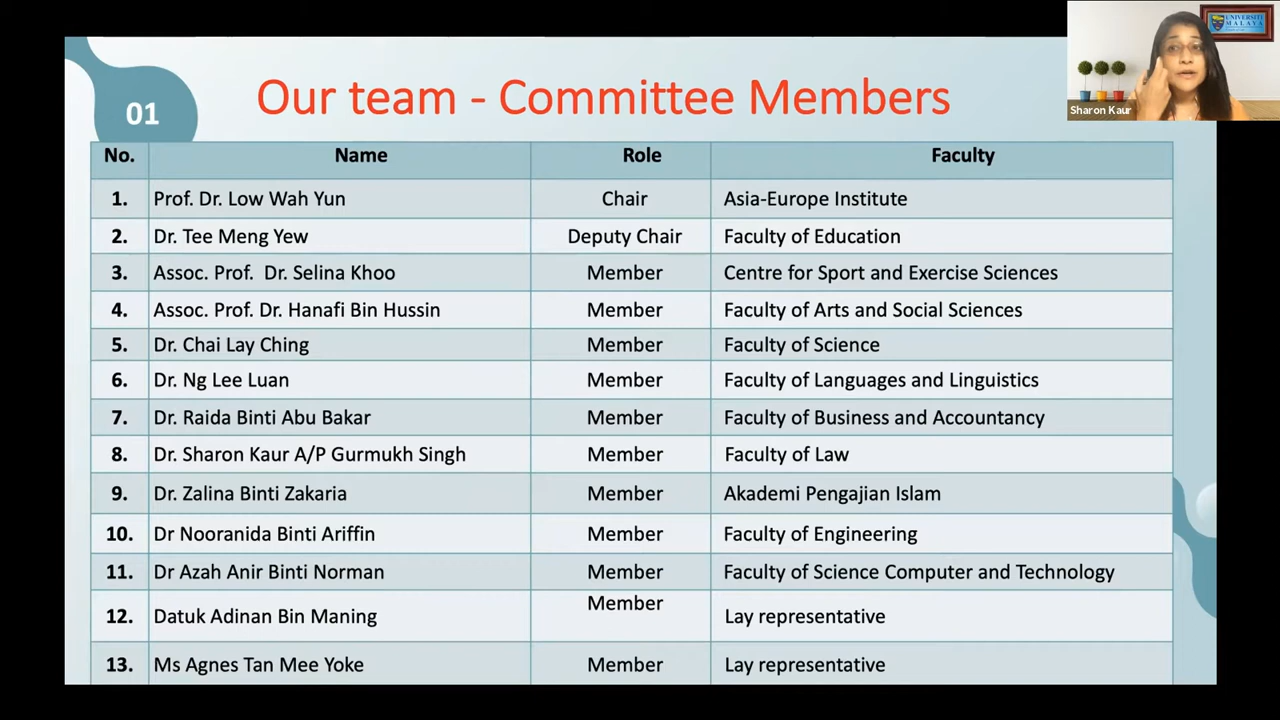 UNIVERSITI
MALAYA
Sharon Kaur
01
Our team - Committee Members
No. Name Role Faculty
1. Prof. Dr. Low Wah Yun Chair Asia-Europe Institute
2. Dr. Tee Meng Yew Deputy Chair Faculty of Education
3. Assoc. Prof. Dr. Selina Khoo Member Centre for Sport and Exercise Sciences
4. Assoc. Prof. Dr. Hanafi Bin Hussin Member Faculty of Arts and Social Sciences
5. Dr. Chai Lay Ching Member Faculty of Science
6. Dr. Ng Lee Luan Member Faculty of Languages and Linguistics
7. Dr. Raida Binti Abu Bakar Member Faculty of Business and Accountancy
8. Dr. Sharon Kaur A/P Gurmukh Singh Member Faculty of Law
9. Dr. Zalina Binti Zakaria Member Akademi Pengajian Islam
10. Dr Nooranida Binti Ariffin Member Faculty of Engineering
11. Dr Azah Anir Binti Norman Member Faculty of Science Computer and Technology
12. Datuk Adinan Bin Maning Member Lay representative
13. Ms Agnes Tan Mee Yoke Member Lay representative